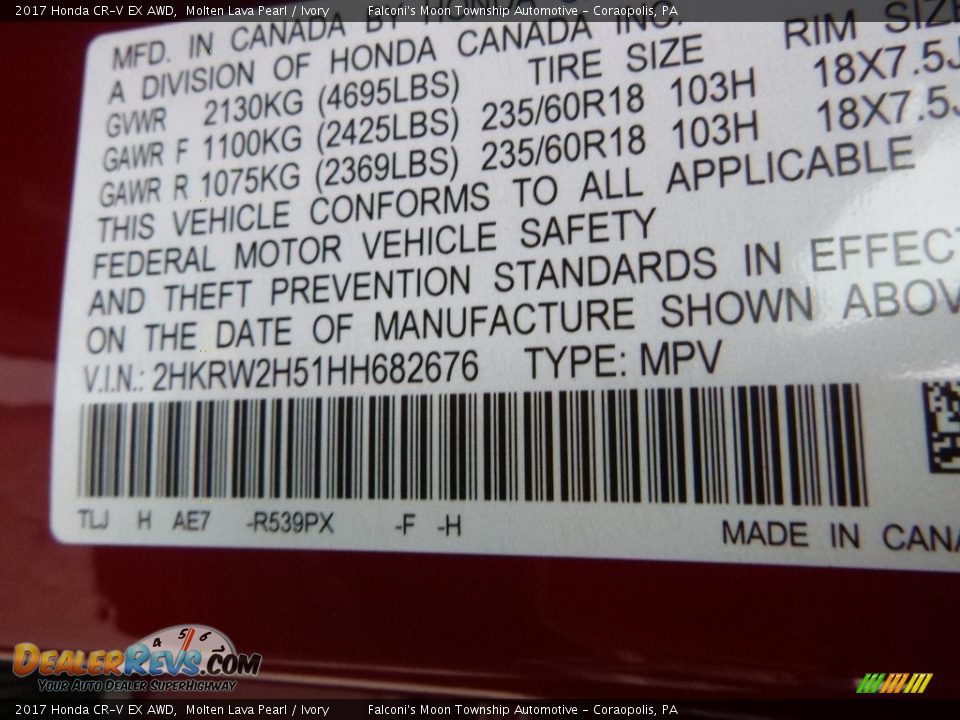 2017 Honda CR-V EX AWD, Molten Lava Pearl / Ivory Falconi's Moon Township Automotive - Coraopolis, PA
MFD. IN CANADA BY HONDA
A DIVISION OF HONDA CANADA INC.
TIRE SIZE RIM SIZE
GVWR 2130KG (4695LBS)
GAWR F 1100KG (2425LBS) 235/60R18 103H 18X7.5J
GAWR R 1075KG (2369LBS) 235/60R18 103H 18X7.5J
THIS VEHICLE CONFORMS TO ALL APPLICABLE
FEDERAL MOTOR VEHICLE SAFETY
AND THEFT PREVENTION STANDARDS IN EFFECT
ON THE DATE OF MANUFACTURE SHOWN ABOV
V.I.N.: 2HKRW2H51HH682676 TYPE: MPV
TLJ H AE7 -R539PX -F -H
MADE IN CANA
4 5 6
DEALERREVS.COM
YOUR AUTO DEALER SUPERHIGHWAY
2017 Honda CR-V EX AWD, Molten Lava Pearl / Ivory Falconi's Moon Township Automotive - Coraopolis, PA